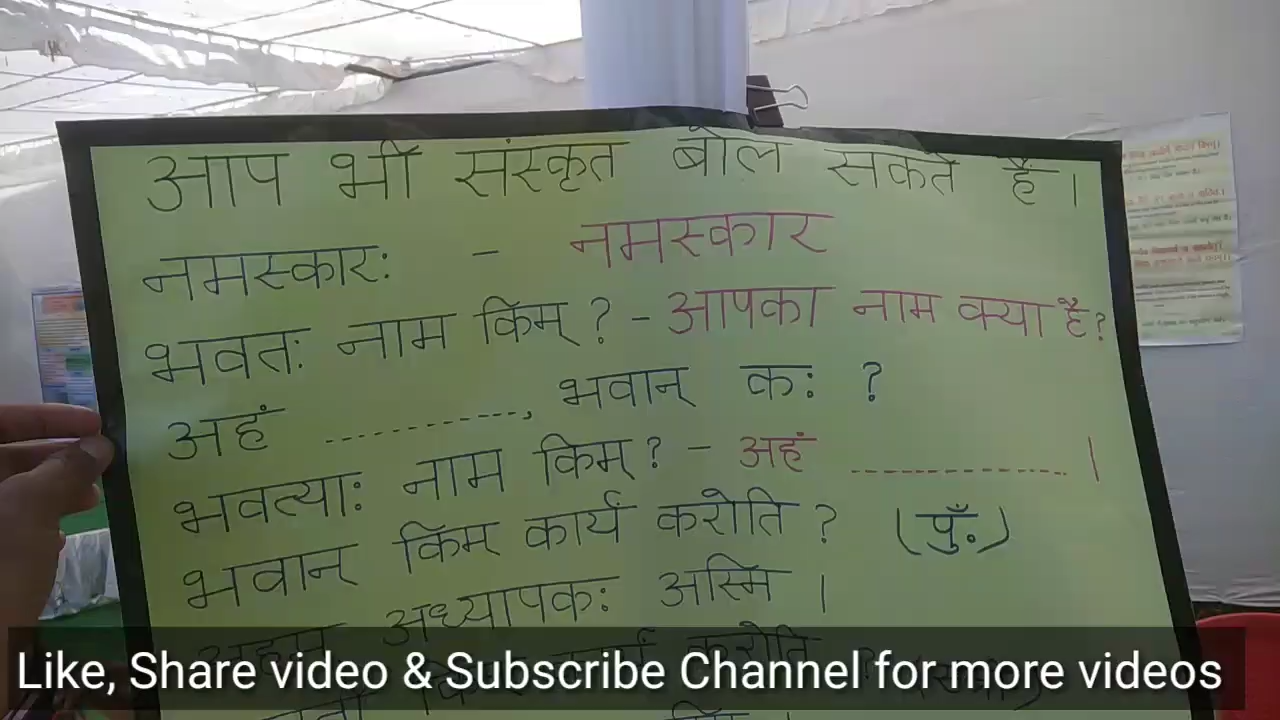 आप भी संस्कृत बोल सकते हैं।
नमस्कारः - नमस्कार
भवतः नाम किम् ? - आपका नाम क्या है?
अहं ............, भवान् कः ?
भवत्याः नाम किम् ? - अहं ............... ।
भवान् किम् कार्यं करोति ? (पुँ.)
अध्यापकः अस्मि ।
करोति
Like, Share video & Subscribe Channel for more videos